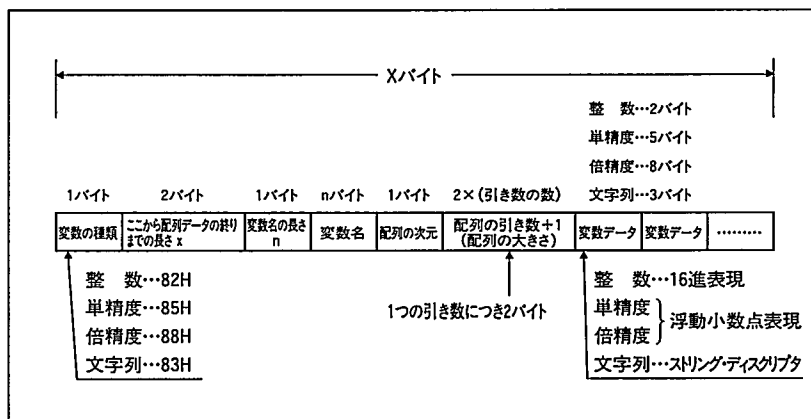 Xバイト
整　数…2バイト
単精度…5バイト
倍精度…8バイト
文字列…3バイト
1バイト
2バイト
1バイト
nバイト
1バイト
2×(引き数の数)
変数の種類
ここから配列データの終り
までの長さ x
変数名の長さ
n
変数名
配列の次元
配列の引き数+1
(配列の大きさ)
変数データ
変数データ
………
整　数…82H
単精度…85H
倍精度…88H
文字列…83H
1つの引き数につき2バイト
整　数…16進表現
単精度
倍精度
浮動小数点表現
文字列…ストリング・ディスクリプタ